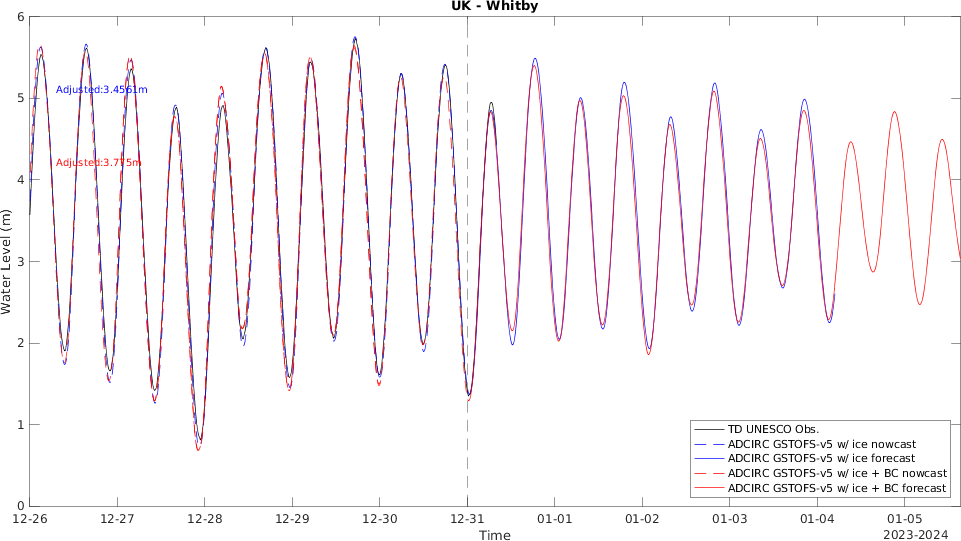 UK - Whitby
6
5
4
3
2
1
0
Water Level (m)
Adjusted:3.4561m
Adjusted:3.775m
TD UNESCO Obs.
ADCIRC GSTOFS-v5 w/ ice nowcast
ADCIRC GSTOFS-v5 w/ ice forecast
ADCIRC GSTOFS-v5 w/ ice + BC nowcast
ADCIRC GSTOFS-v5 w/ ice + BC forecast
12-26 12-27 12-28 12-29 12-30 12-31 01-01 01-02 01-03 01-04 01-05
Time
2023-2024